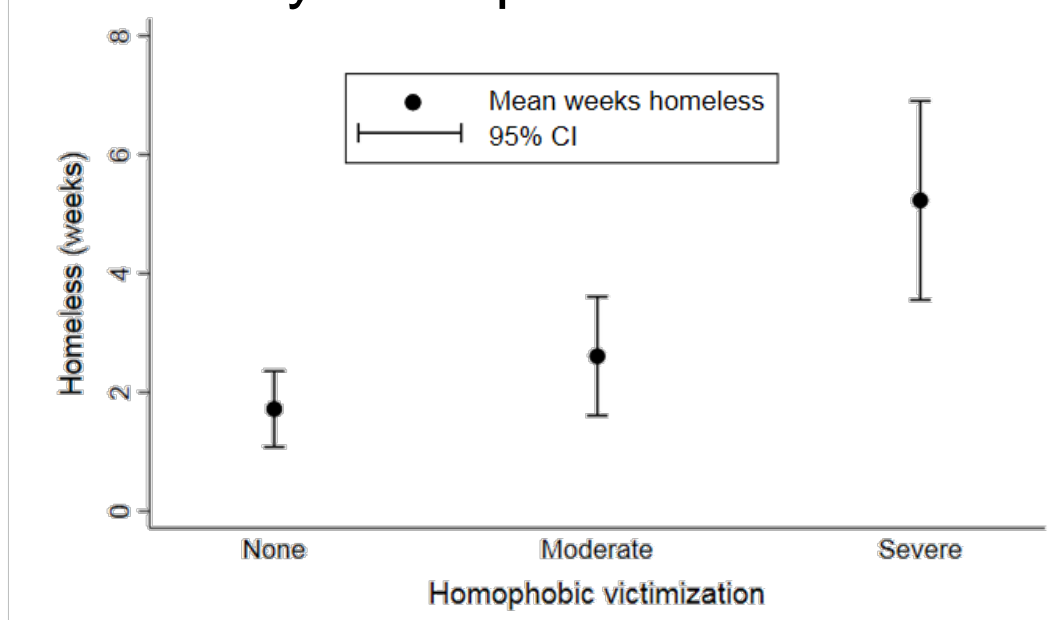 8
Mean weeks homeless
95% CI
6
Homeless (weeks)
4
2
0
None Moderate Severe
Homophobic victimization